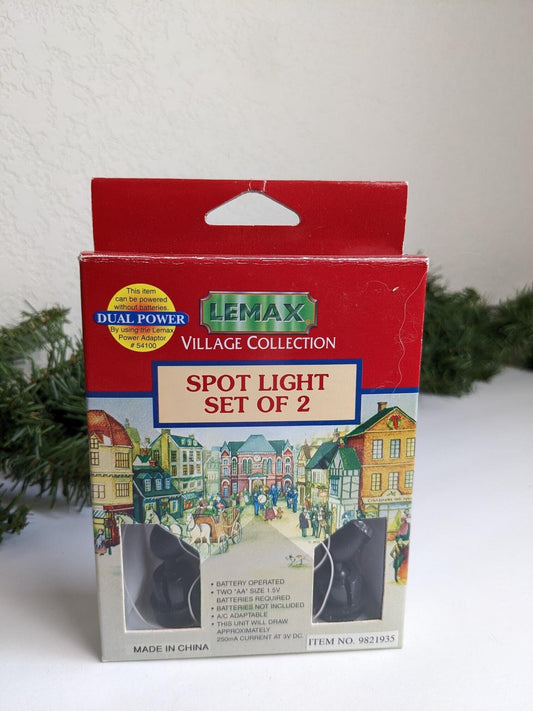 This item
can be powered
without batteries.
DUAL POWER
By using the Lemax
Power Adaptor
# 54100
LEMAX
VILLAGE COLLECTION
SPOT LIGHT
SET OF 2
• BATTERY OPERATED
• TWO "AA" SIZE 1.5V
BATTERIES REQUIRED
• BATTERIES NOT INCLUDED
• A/C ADAPTABLE
• THIS UNIT WILL DRAW
APPROXIMATELY
250mA CURRENT AT 3V DC.
MADE IN CHINA
ITEM NO. 9821935